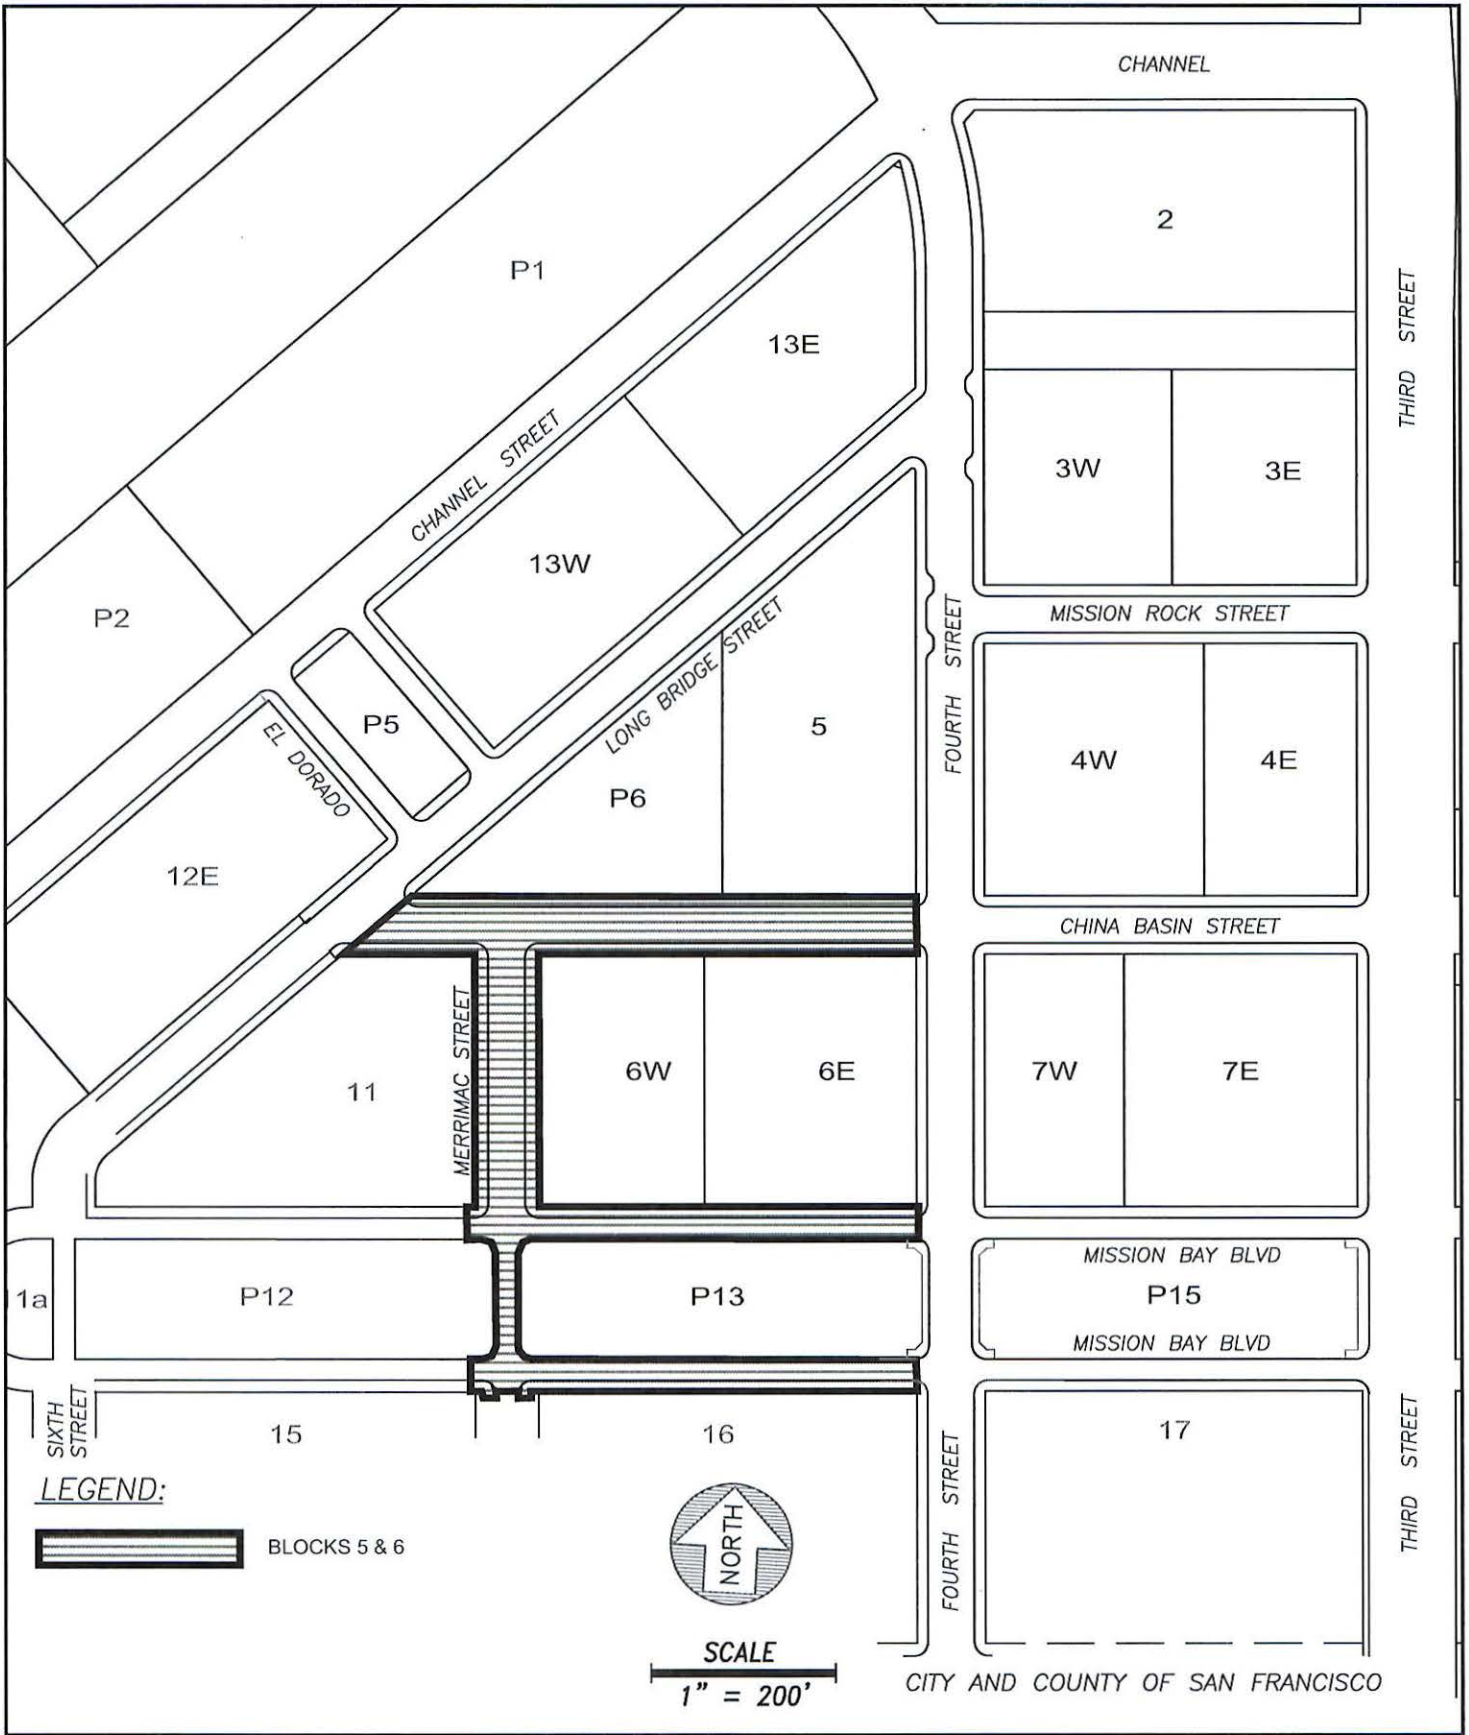 CHANNEL
2
P1
THIRD STREET
13E
3W
3E
CHANNEL STREET
13W
P2
MISSION ROCK STREET
LONG BRIDGE STREET
FOURTH STREET
P5
5
EL DORADO
4W
4E
P6
12E
CHINA BASIN STREET
MERRIMAC STREET
11
6W
6E
7W
7E
MISSION BAY BLVD
1a
P12
P13
P15
MISSION BAY BLVD
SIXTH
STREET
15
16
17
FOURTH STREET
THIRD STREET
LEGEND:
BLOCKS 5 & 6
NORTH
SCALE
1" = 200'
CITY AND COUNTY OF SAN FRANCISCO